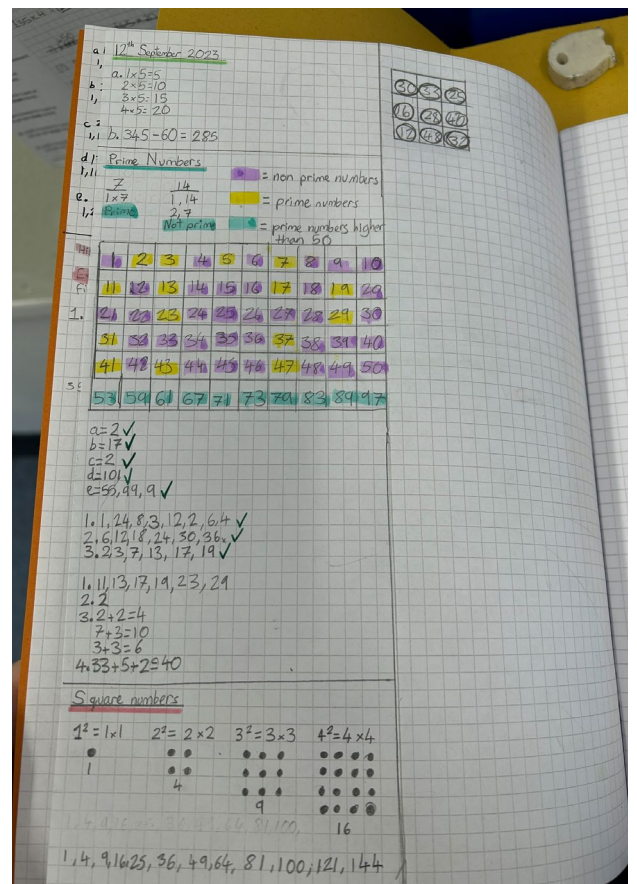 12th September 2023
a. 1×5=5
2×5=10
3×5=15
4×5=20
b. 345-60=285
Prime Numbers
7
1×7
Prime
14
1,14
2,7
Not prime
= non prime numbers
= prime numbers
= prime numbers higher
than 50
1 2 3 4 5 6 7 8 9 10
11 12 13 14 15 16 17 18 19 20
21 22 23 24 25 26 27 28 29 30
31 32 33 34 35 36 37 38 39 40
41 42 43 44 45 46 47 48 49 50
53 59 61 67 71 73 79 83 89 97
a=2 ✓
b=17 ✓
c=2 ✓
d=101 ✓
e=55,99,9 ✓
1. 1,24,8,3,12,2,6,4 ✓
2. 6,12,18,24,30,36. ✓
3. 2,3,7,13,17,19 ✓
1. 11,13,17,19,23,29
2. 2
3. 2+2=4
7+3=10
3+3=6
4. 33+5+2=40
Square numbers
1²=1×1 2²=2×2 3²=3×3 4²=4×4
1
4
9
16
1,4,9,16,25,36,49,64,81,100,121,144
30 33 25
16 28
12 48 32